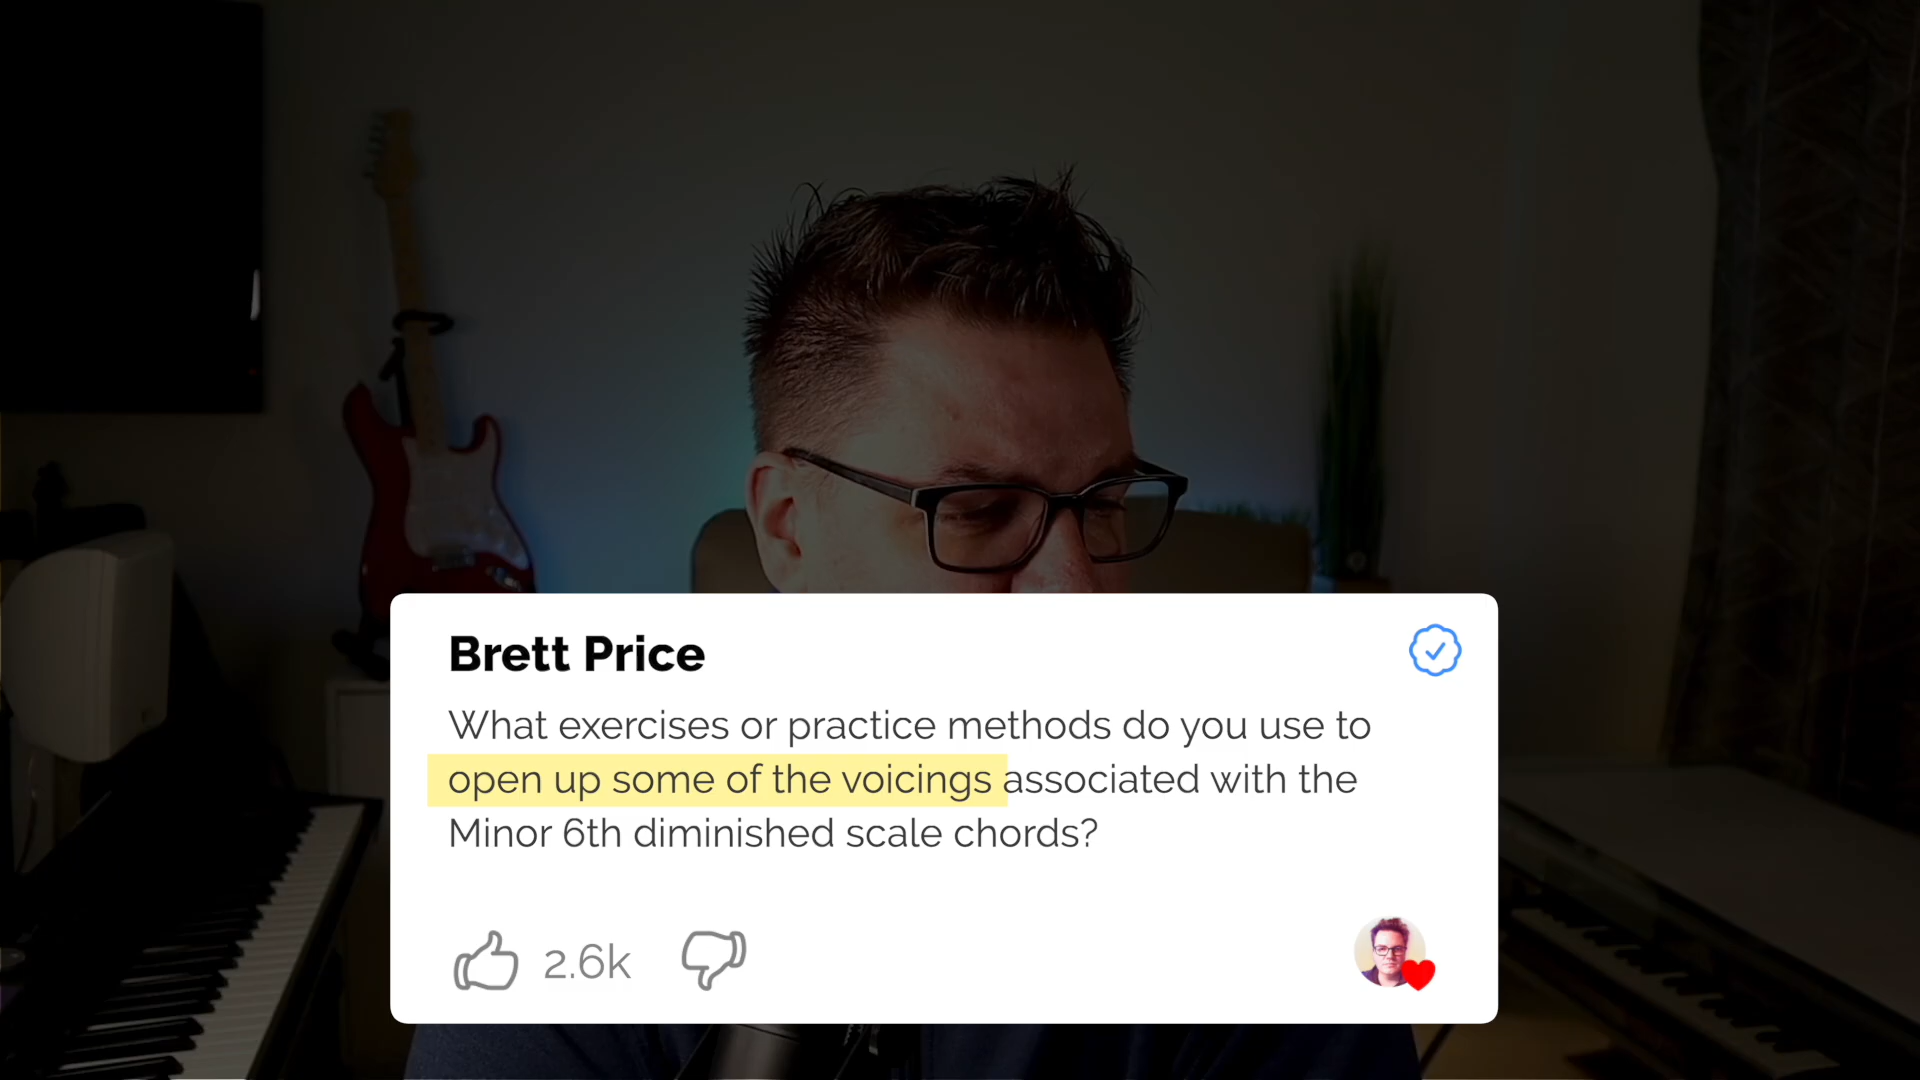 Brett Price
What exercises or practice methods do you use to
open up some of the voicings associated with the
Minor 6th diminished scale chords?
2.6k